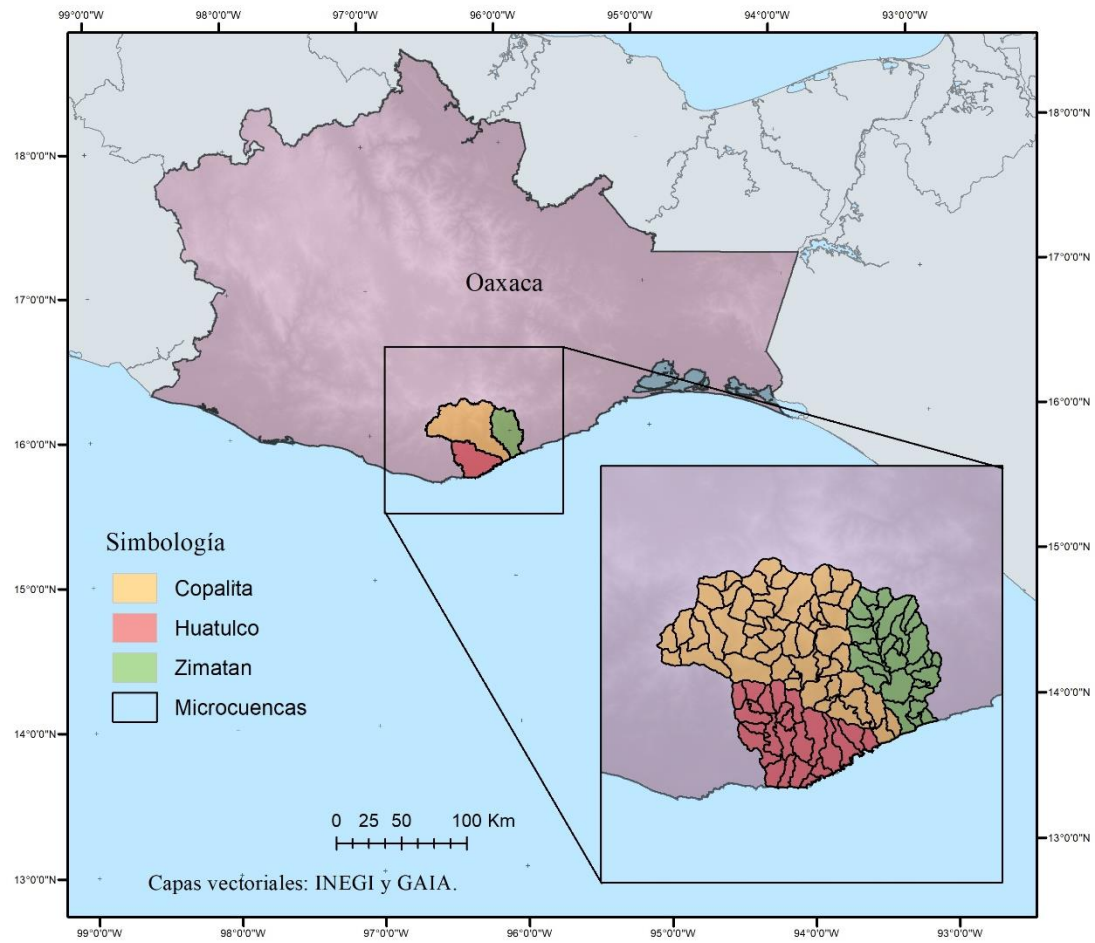 99°0'0"W 98°0'0"W 97°0'0"W 96°0'0"W 95°0'0"W 94°0'0"W 93°0'0"W
18°0'0"N
18°0'0"N
17°0'0"N
Oaxaca
17°0'0"N
16°0'0"N
16°0'0"N
15°0'0"N
Simbología
Copalita
Huatulco
Zimatan
Microcuencas
15°0'0"N
14°0'0"N
14°0'0"N
13°0'0"N
0 25 50 100 Km
Capas vectoriales: INEGI y GAIA.
13°0'0"N
99°0'0"W 98°0'0"W 97°0'0"W 96°0'0"W 95°0'0"W 94°0'0"W 93°0'0"W